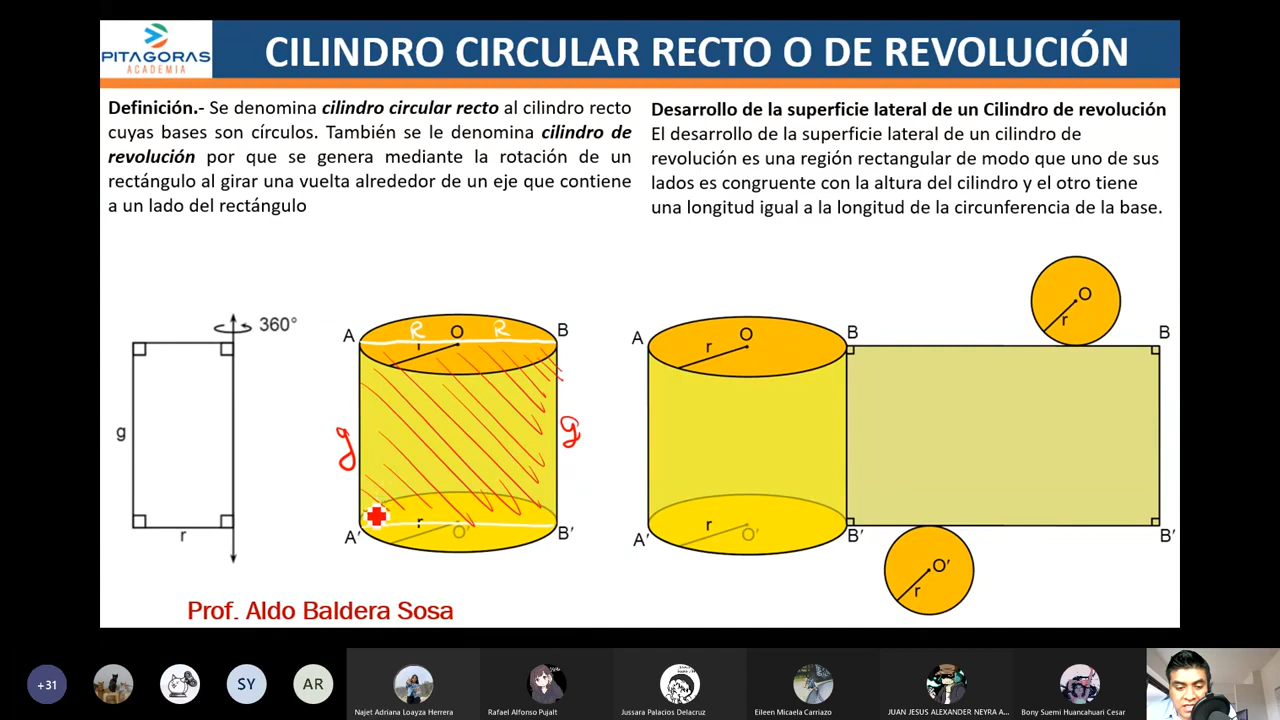 PITAGORAS
ACADEMIA
CILINDRO CIRCULAR RECTO O DE REVOLUCIÓN
Definición.- Se denomina cilindro circular recto al cilindro recto
cuyas bases son círculos. También se le denomina cilindro de
revolución por que se genera mediante la rotación de un
rectángulo al girar una vuelta alrededor de un eje que contiene
a un lado del rectángulo
Desarrollo de la superficie lateral de un Cilindro de revolución
El desarrollo de la superficie lateral de un cilindro de
revolución es una región rectangular de modo que uno de sus
lados es congruente con la altura del cilindro y el otro tiene
una longitud igual a la longitud de la circunferencia de la base.
360°
g
r
A
R
O
R
B
r
g
g
A'
r
O'
B'
A
O
r
B
O
r
B
A'
r
O'
B'
B'
O'
r
Prof. Aldo Baldera Sosa
+31
SY
AR
Najet Adriana Loayza Herrera
Rafael Alfonso Pujalt
Jussara Palacios Delacruz
Eileen Micaela Carriazo
JUAN JESUS ALEXANDER NEYRA A...
Bony Suemi Huancahuari Cesar